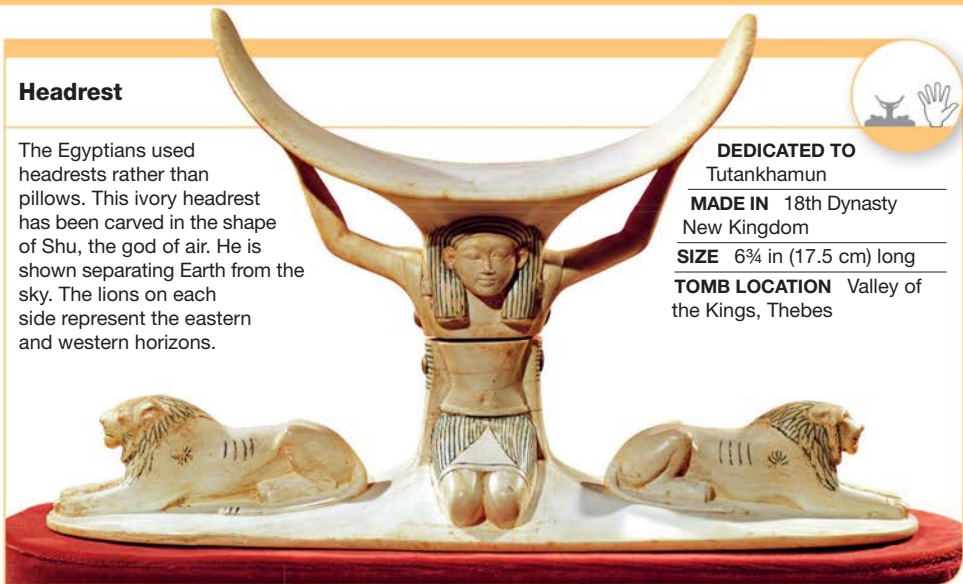 Headrest
The Egyptians used
headrests rather than
pillows. This ivory headrest
has been carved in the shape
of Shu, the god of air. He is
shown separating Earth from the
sky. The lions on each
side represent the eastern
and western horizons.
DEDICATED TO
Tutankhamun
MADE IN 18th Dynasty
New Kingdom
SIZE 6¾ in (17.5 cm) long
TOMB LOCATION Valley of
the Kings, Thebes